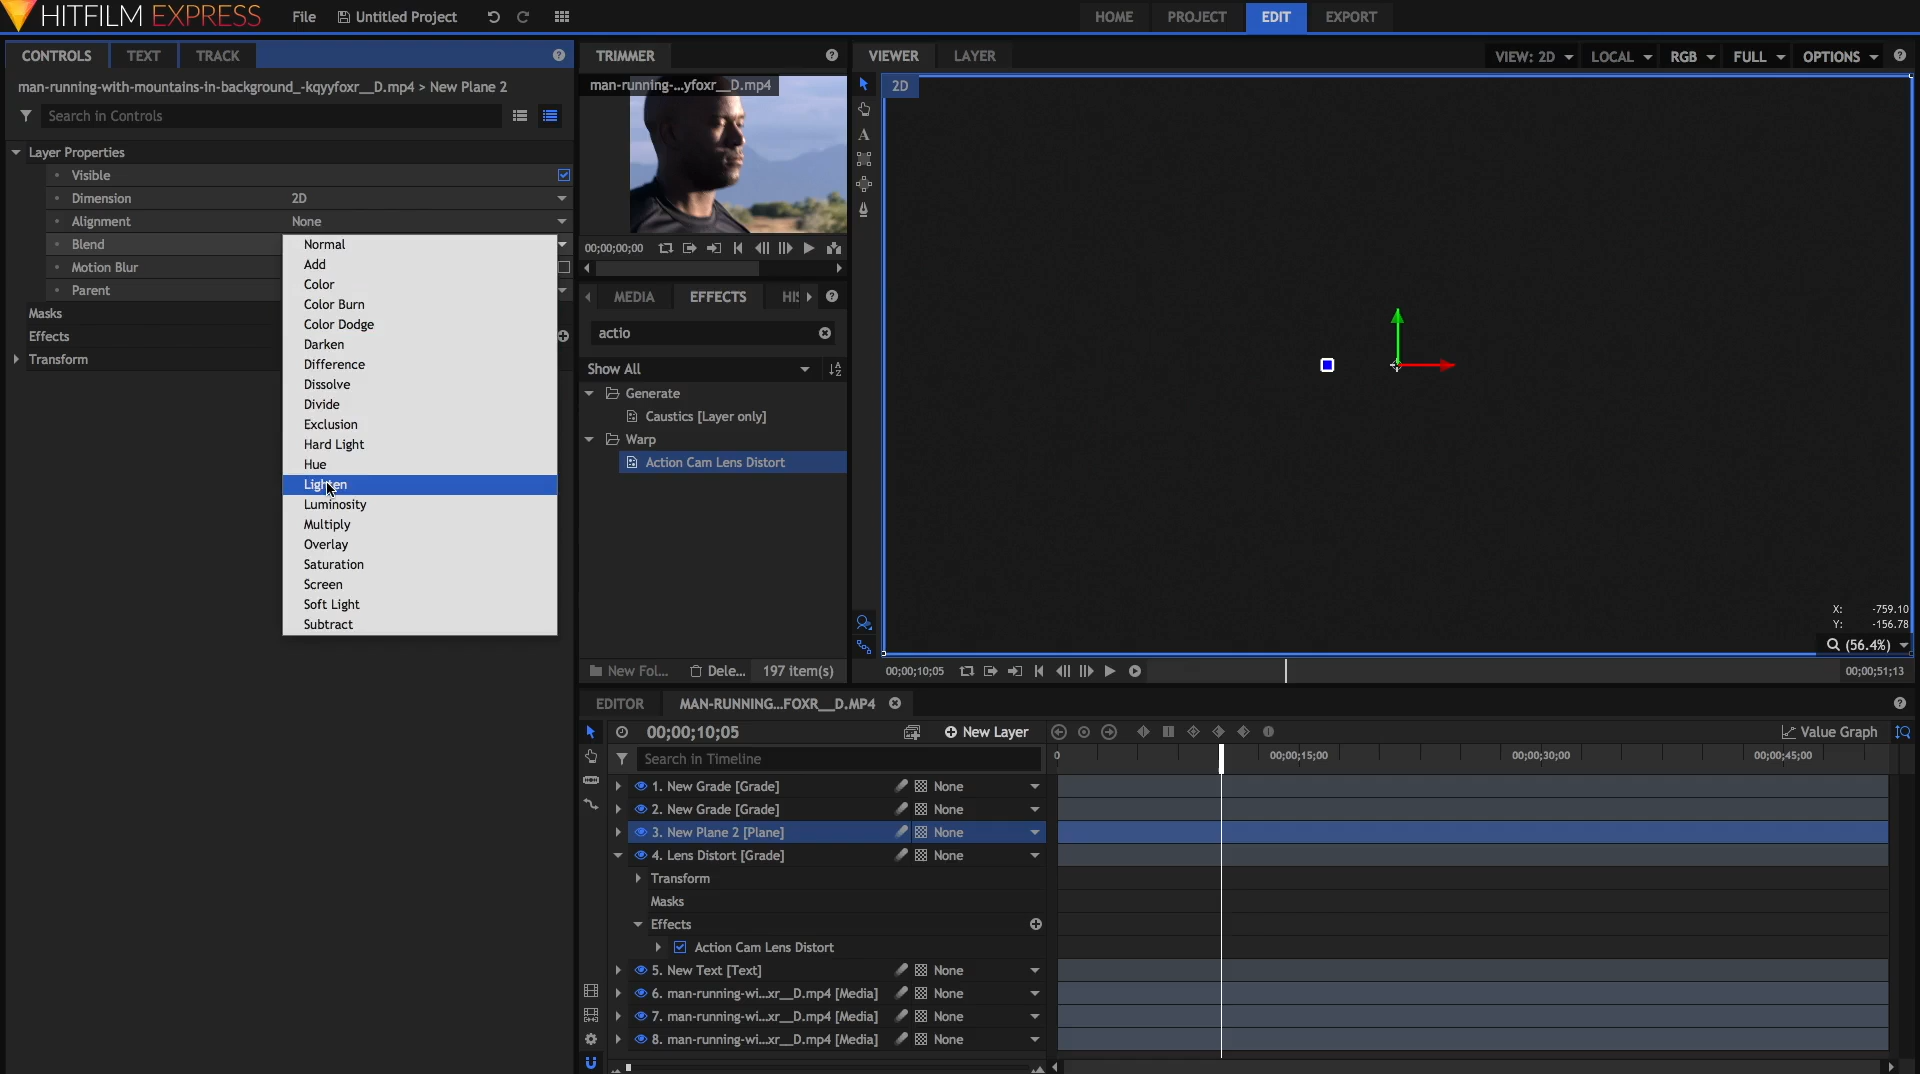 HITFILM EXPRESS
File
Untitled Project
HOME
PROJECT
EDIT
EXPORT
CONTROLS
TEXT
TRACK
man-running-with-mountains-in-background_-kqyyfoxr__D.mp4 > New Plane 2
Search in Controls
Layer Properties
Visible
Dimension 2D
Alignment None
Blend
Motion Blur
Parent
Masks
Effects
Transform
Normal
Add
Color
Color Burn
Color Dodge
Darken
Difference
Dissolve
Divide
Exclusion
Hard Light
Hue
Lighten
Luminosity
Multiply
Overlay
Saturation
Screen
Soft Light
Subtract
TRIMMER
man-running-...yfoxr__D.mp4
00;00;00;00
MEDIA
EFFECTS
HIS
actio
Show All
Generate
Caustics [Layer only]
Warp
Action Cam Lens Distort
New Fol...
Dele...
197 item(s)
VIEWER
LAYER
VIEW: 2D
LOCAL
RGB
FULL
OPTIONS
2D
X: -759.10
Y: -156.78
(56.4%)
00;00;10;05
00;00;51;13
EDITOR
MAN-RUNNING...FOXR__D.MP4
00;00;10;05
New Layer
Value Graph
Search in Timeline
0
00;00;15;00
00;00;30;00
00;00;45;00
1. New Grade [Grade] None
2. New Grade [Grade] None
3. New Plane 2 [Plane] None
4. Lens Distort [Grade] None
Transform
Masks
Effects
Action Cam Lens Distort
5. New Text [Text] None
6. man-running-wi...xr__D.mp4 [Media] None
7. man-running-wi...xr__D.mp4 [Media] None
8. man-running-wi...xr__D.mp4 [Media] None